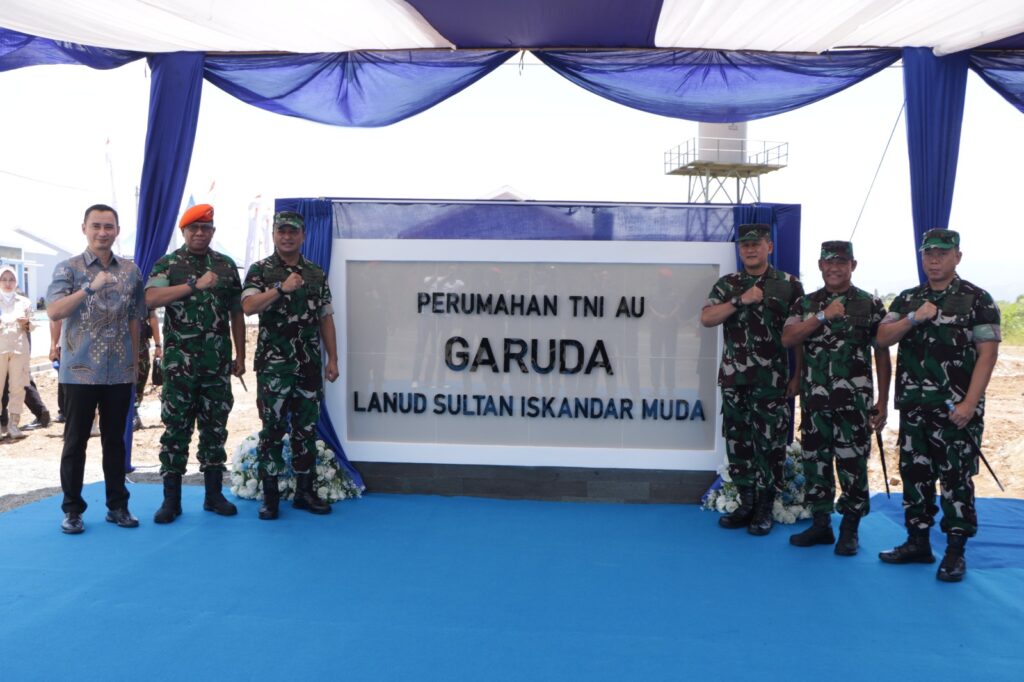 PERUMAHAN TNI AU
GARUDA
LANUD SULTAN ISKANDAR MUDA